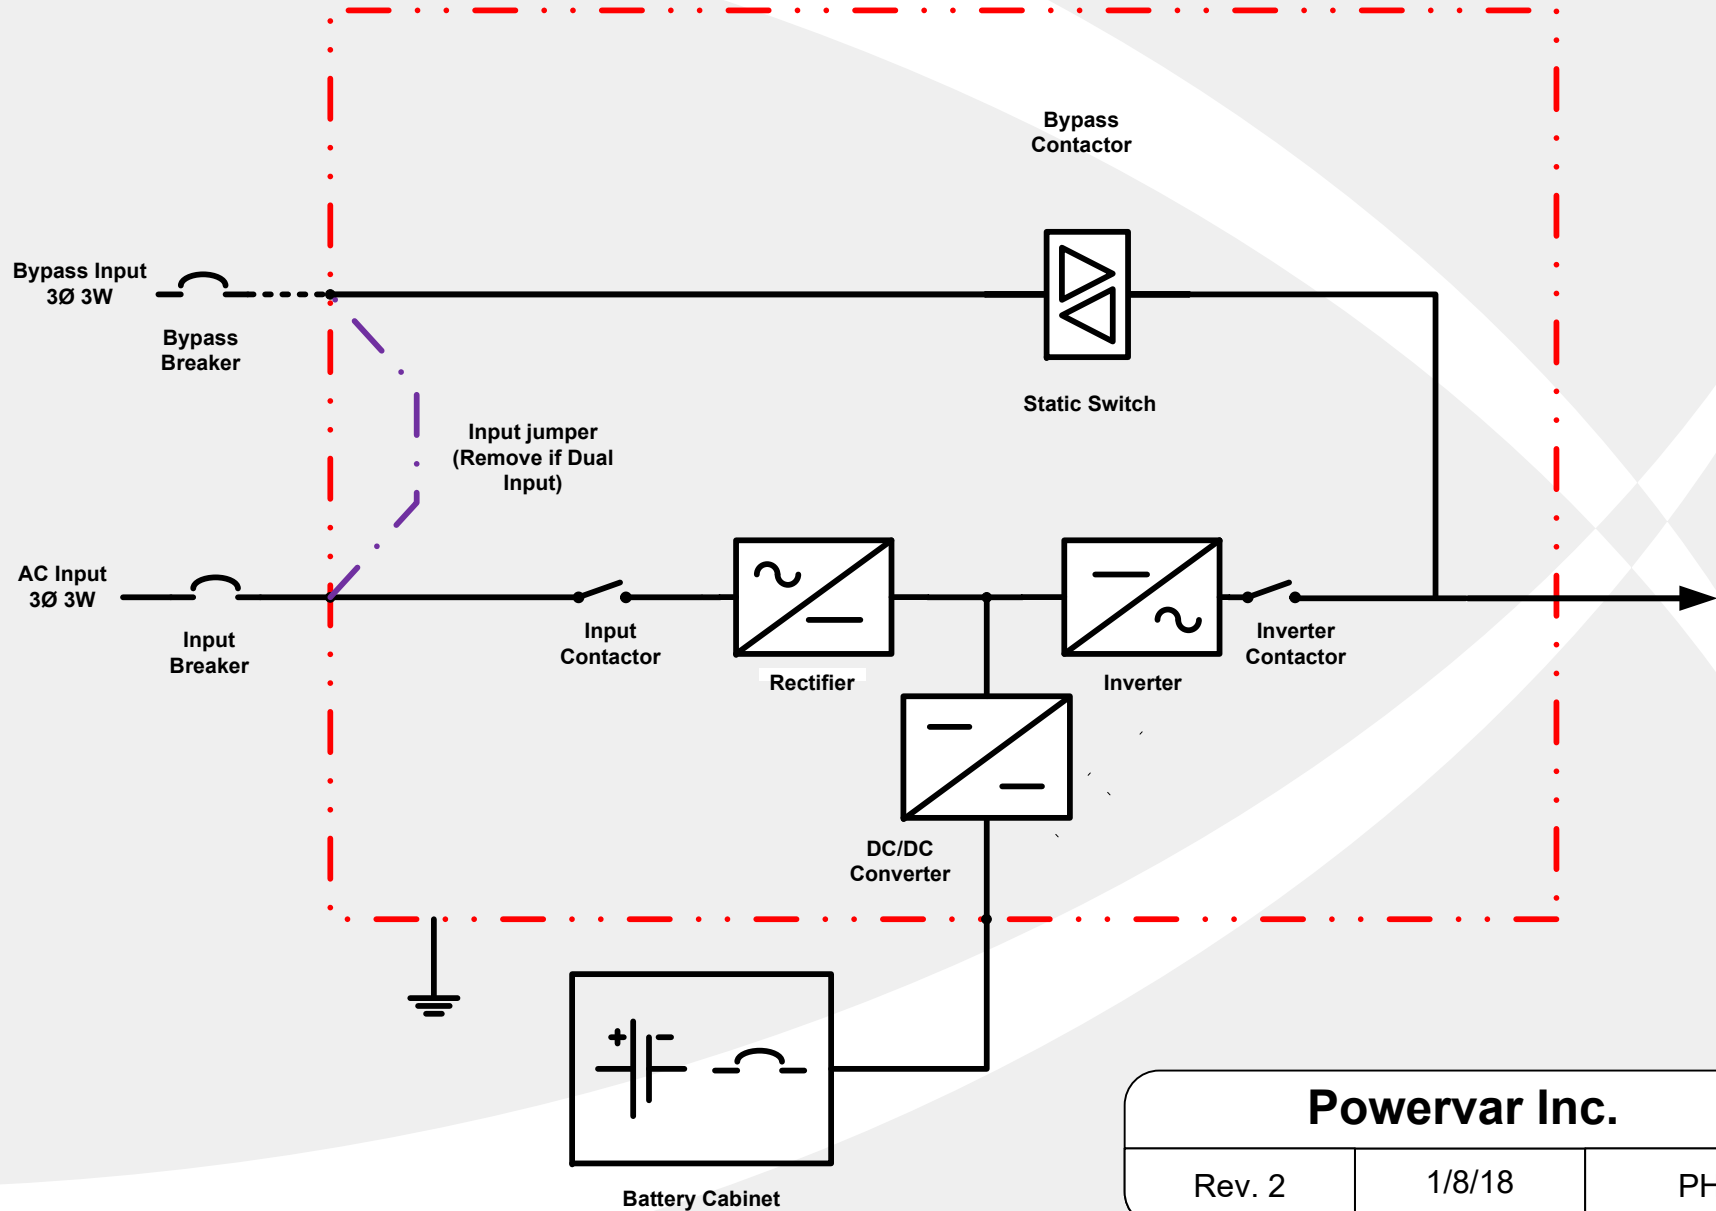 Bypass
Contactor
Bypass Input
3Ø 3W
Bypass
Breaker
Static Switch
Input jumper
(Remove if Dual
Input)
AC Input
3Ø 3W
Input
Breaker
Input
Contactor
Rectifier
Inverter
Inverter
Contactor
DC/DC
Converter
Battery Cabinet
Powervar Inc.
Rev. 2
1/8/18
PH